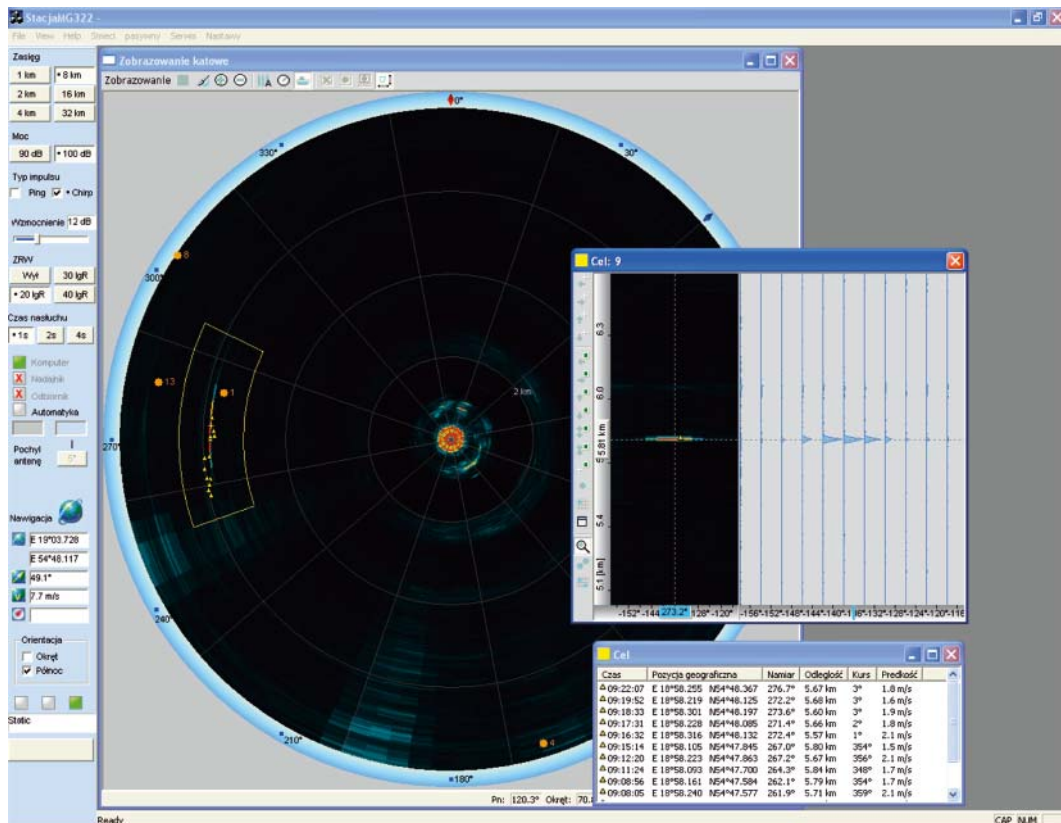 StacjaMG322 -
File View Help Serwis Nastawy
Zasięg
1 km • 8 km
2 km 16 km
4 km 32 km
Moc
90 dB • 100 dB
Typ impulsu
Ping • Chirp
Wzmocnienie 12 dB
ZRW
Wył 30 lgR
• 20 lgR 40 lgR
Czas nasłuchu
• 1s 2s 4s
Komputer
Nadajnik
Odbiornik
Automatyka
Pochyl
antenę
Nawigacja
E 19°03.728
E 54°48.117
49.1°
7.7 m/s
Orientacja
Okręt
Północ
Static
Ready
CAP NUM
Zobrazowanie katowe
Zobrazowanie
0°
30°
330°
300°
270°
240°
210°
180°
8
13
1
4
2 km
Pn: 120.3° Okręt:
Cel: 9
6.3
6.0
5.81 km
5.4
5.1 [km]
-152° -144 273.2° 128° -120° -156° -152° -148° -144° -140° -132° -128° -124° -120° -116
Cel
Czas Pozycja geograficzna Namiar Odległość Kurs Predkość
09:22:07 E 18°58.255 N54°48.367 276.7° 5.67 km 3° 1.8 m/s
09:19:52 E 18°58.219 N54°48.125 272.2° 5.68 km 3° 1.6 m/s
09:18:33 E 18°58.301 N54°48.197 273.6° 5.60 km 3° 1.9 m/s
09:17:31 E 18°58.228 N54°48.085 271.4° 5.66 km 2° 1.8 m/s
09:16:32 E 18°58.316 N54°48.132 272.4° 5.57 km 1° 2.1 m/s
09:15:14 E 18°58.105 N54°47.845 267.0° 5.80 km 354° 1.5 m/s
09:12:20 E 18°58.223 N54°47.863 267.2° 5.67 km 356° 2.1 m/s
09:11:24 E 18°58.093 N54°47.700 264.3° 5.84 km 348° 1.7 m/s
09:08:56 E 18°58.161 N54°47.584 262.1° 5.79 km 354° 1.7 m/s
09:08:05 E 18°58.240 N54°47.577 261.9° 5.71 km 359° 2.1 m/s